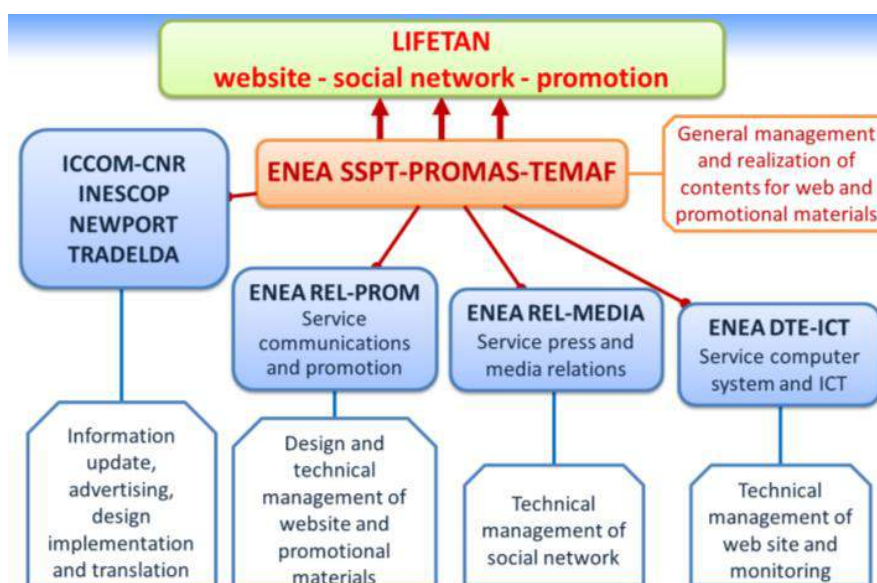 LIFETAN
website - social network - promotion
ICCOM-CNR
INESCOP
NEWPORT
TRADELDA
ENEA SSPT-PROMAS-TEMAF
General management
and realization of
contents for web and
promotional materials
ENEA REL-PROM
Service
communications
and promotion
ENEA REL-MEDIA
Service press and
media relations
ENEA DTE-ICT
Service computer
system and ICT
Information
update,
advertising,
design
implementation
and translation
Design and
technical
management of
website and
promotional
materials
Technical
management of
social network
Technical
management of
web site and
monitoring